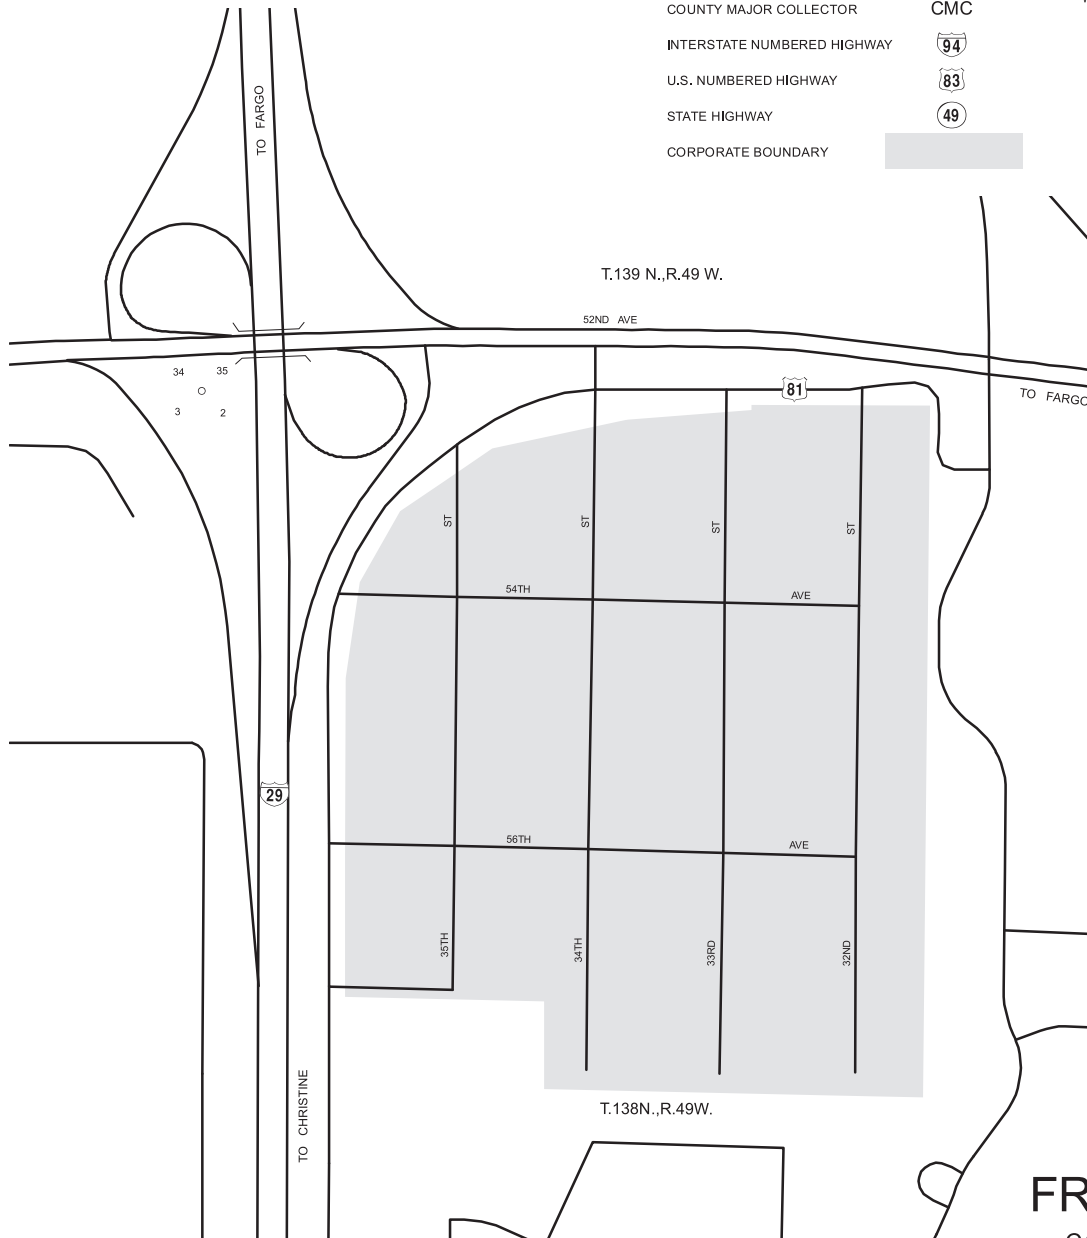 COUNTY MAJOR COLLECTOR CMC
INTERSTATE NUMBERED HIGHWAY 94
U.S. NUMBERED HIGHWAY 83
STATE HIGHWAY 49
CORPORATE BOUNDARY
TO FARGO
T.139 N.,R.49 W.
52ND AVE
34 35
3 2
81
TO FARGO
ST
ST
ST
ST
54TH AVE
29
56TH AVE
35TH
34TH
33RD
32ND
TO CHRISTINE
T.138N.,R.49W.
FR